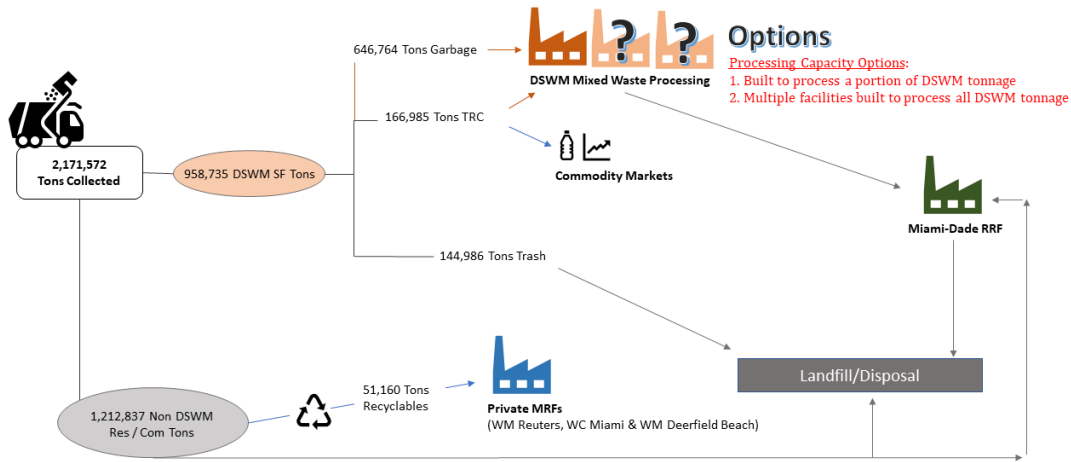 646,764 Tons Garbage
?
?
Options
DSWM Mixed Waste Processing
Processing Capacity Options:
1. Built to process a portion of DSWM tonnage
2. Multiple facilities built to process all DSWM tonnage
166,985 Tons TRC
2,171,572
Tons Collected
958,735 DSWM SF Tons
Commodity Markets
Miami-Dade RRF
144,986 Tons Trash
Landfill/Disposal
51,160 Tons
Recyclables
Private MRFs
(WM Reuters, WC Miami & WM Deerfield Beach)
1,212,837 Non DSWM
Res / Com Tons